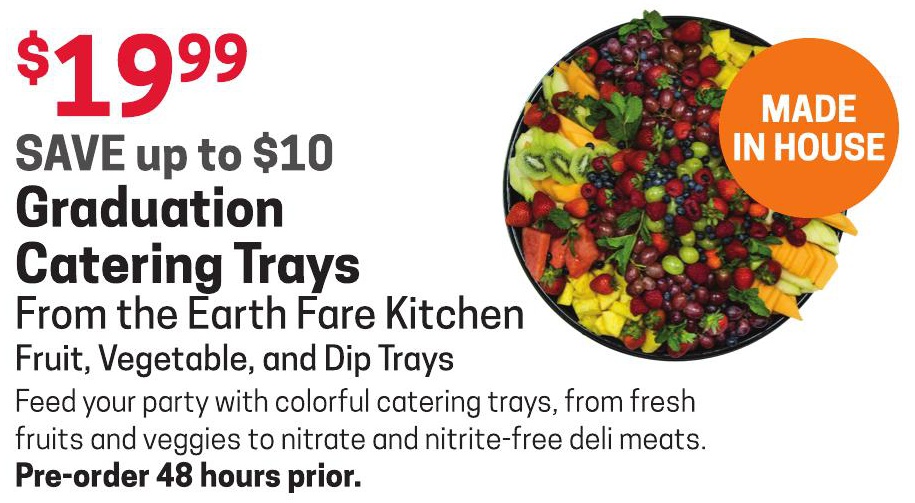 $19.99
SAVE up to $10
Graduation
Catering Trays
From the Earth Fare Kitchen
Fruit, Vegetable, and Dip Trays
Feed your party with colorful catering trays, from fresh
fruits and veggies to nitrate and nitrite-free deli meats.
Pre-order 48 hours prior.
MADE
IN HOUSE